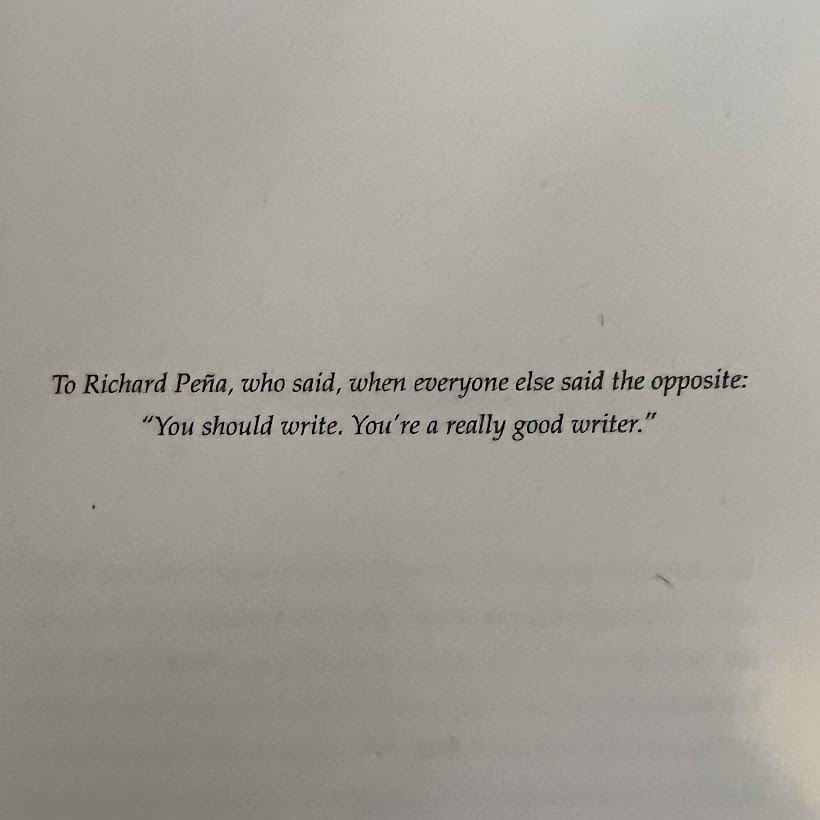 To Richard Peña, who said, when everyone else said the opposite:
“You should write. You’re a really good writer.”